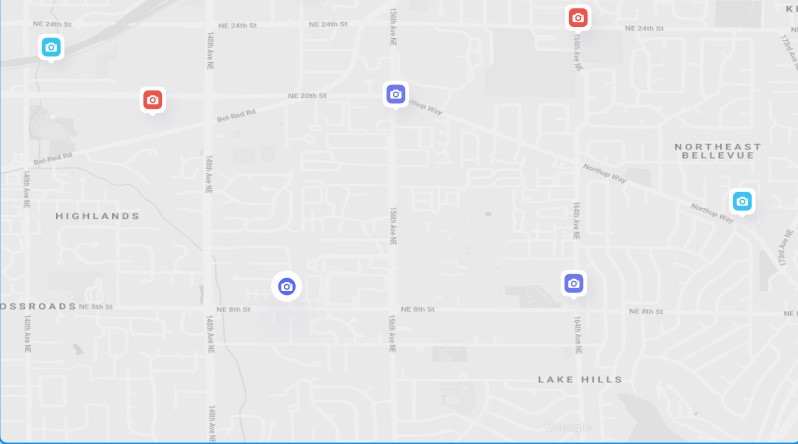 NE 24th St
NE 24th St
NE 24th St
NE 24th St
156th Ave NE
148th Ave NE
164th Ave NE
NE 20th St
Bel-Red Rd
Northup Way
NORTHEAST
BELLEVUE
Bel-Red Rd
140th Ave NE
148th Ave NE
Northup Way
HIGHLANDS
156th Ave NE
164th Ave NE
Northup Way
OSSROADS
NE 8th St
NE 8th St
NE 8th St
NE 8th St
140th Ave NE
148th Ave NE
156th Ave NE
164th Ave NE
LAKE HILLS
148th Ave NE
Google